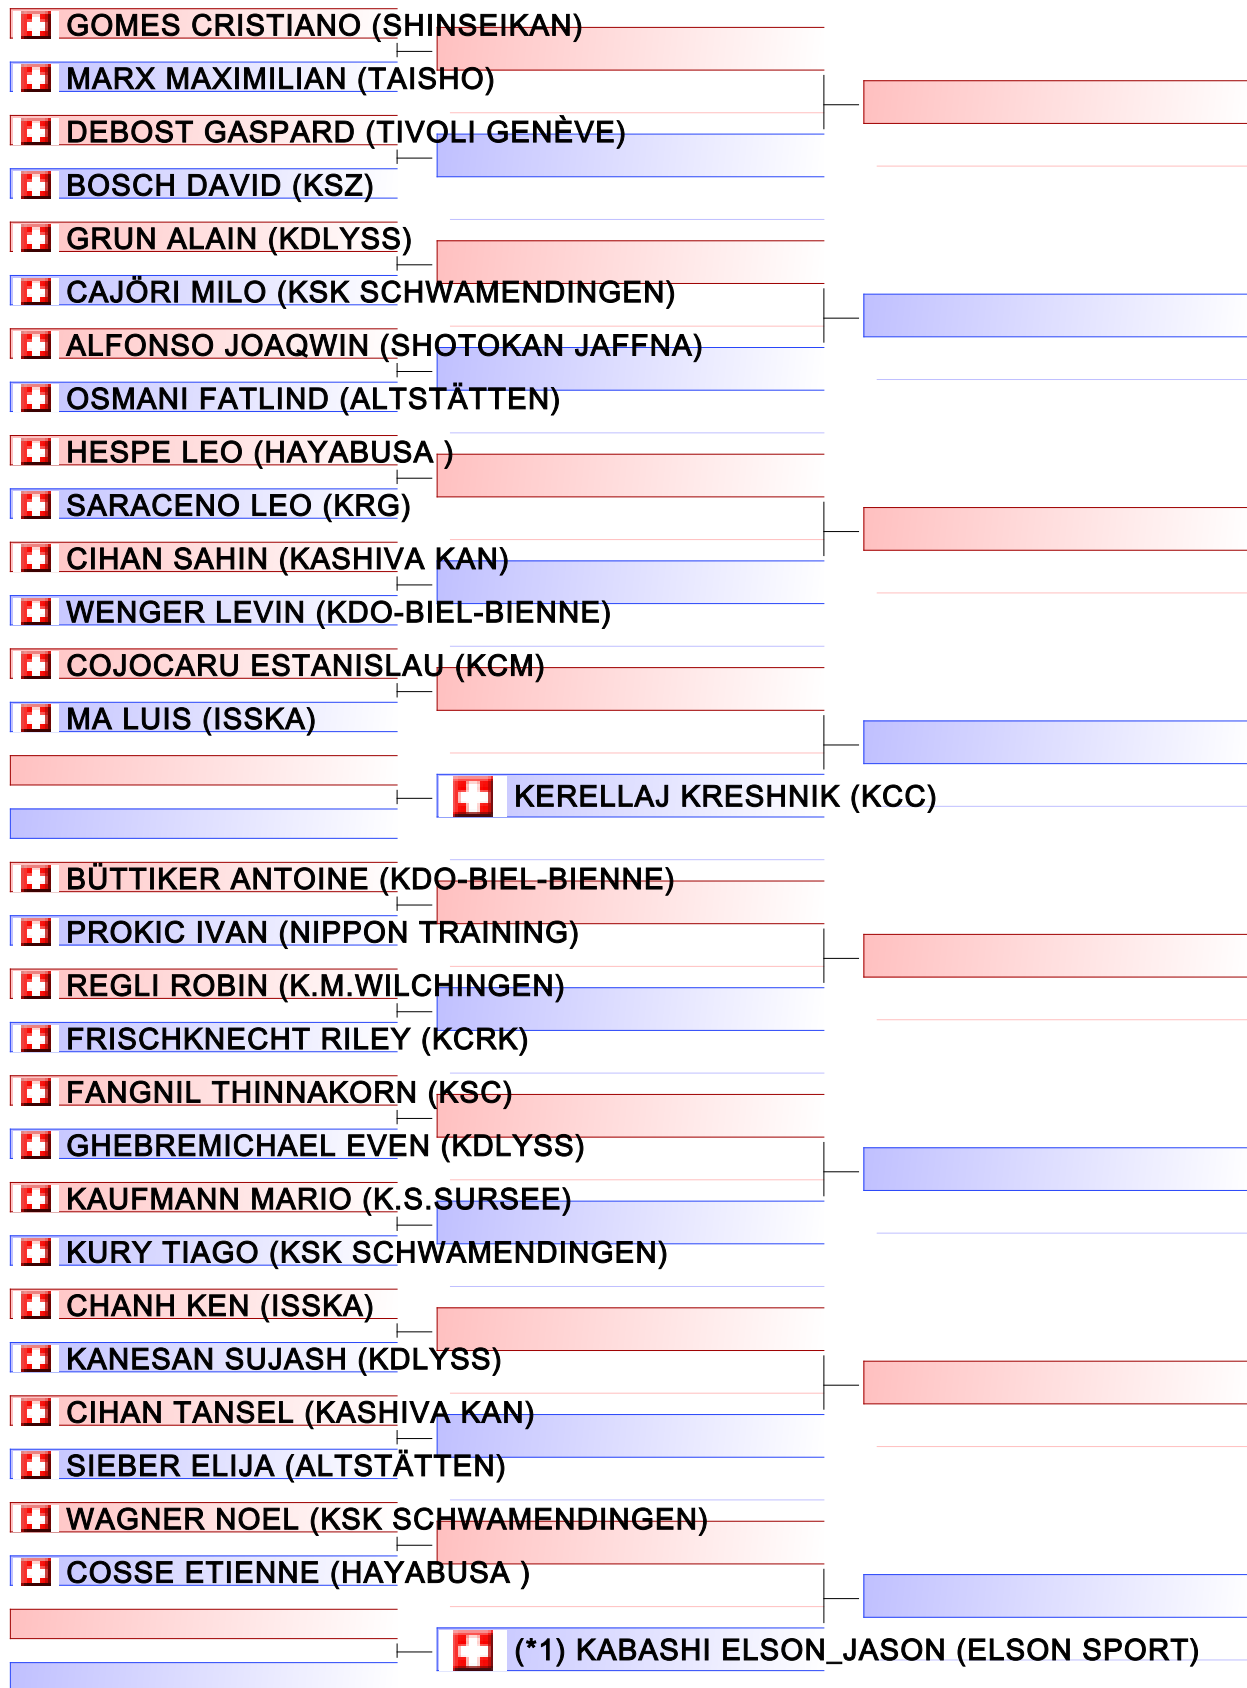 GOMES CRISTIANO (SHINSEIKAN)
MARX MAXIMILIAN (TAISHO)
DEBOST GASPARD (TIVOLI GENÈVE)
BOSCH DAVID (KSZ)
GRUN ALAIN (KDLYSS)
CAJÖRI MILO (KSK SCHWAMENDINGEN)
ALFONSO JOAQWIN (SHOTOKAN JAFFNA)
OSMANI FATLIND (ALTSTÄTTEN)
HESPE LEO (HAYABUSA )
SARACENO LEO (KRG)
CIHAN SAHIN (KASHIVA KAN)
WENGER LEVIN (KDO-BIEL-BIENNE)
COJOCARU ESTANISLAU (KCM)
MA LUIS (ISSKA)
KERELLAJ KRESHNIK (KCC)
BÜTTIKER ANTOINE (KDO-BIEL-BIENNE)
PROKIC IVAN (NIPPON TRAINING)
REGLI ROBIN (K.M.WILCHINGEN)
FRISCHKNECHT RILEY (KCRK)
FANGNIL THINNAKORN (KSC)
GHEBREMICHAEL EVEN (KDLYSS)
KAUFMANN MARIO (K.S.SURSEE)
KURY TIAGO (KSK SCHWAMENDINGEN)
CHANH KEN (ISSKA)
KANESAN SUJASH (KDLYSS)
CIHAN TANSEL (KASHIVA KAN)
SIEBER ELIJA (ALTSTÄTTEN)
WAGNER NOEL (KSK SCHWAMENDINGEN)
COSSE ETIENNE (HAYABUSA )
(*1) KABASHI ELSON_JASON (ELSON SPORT)